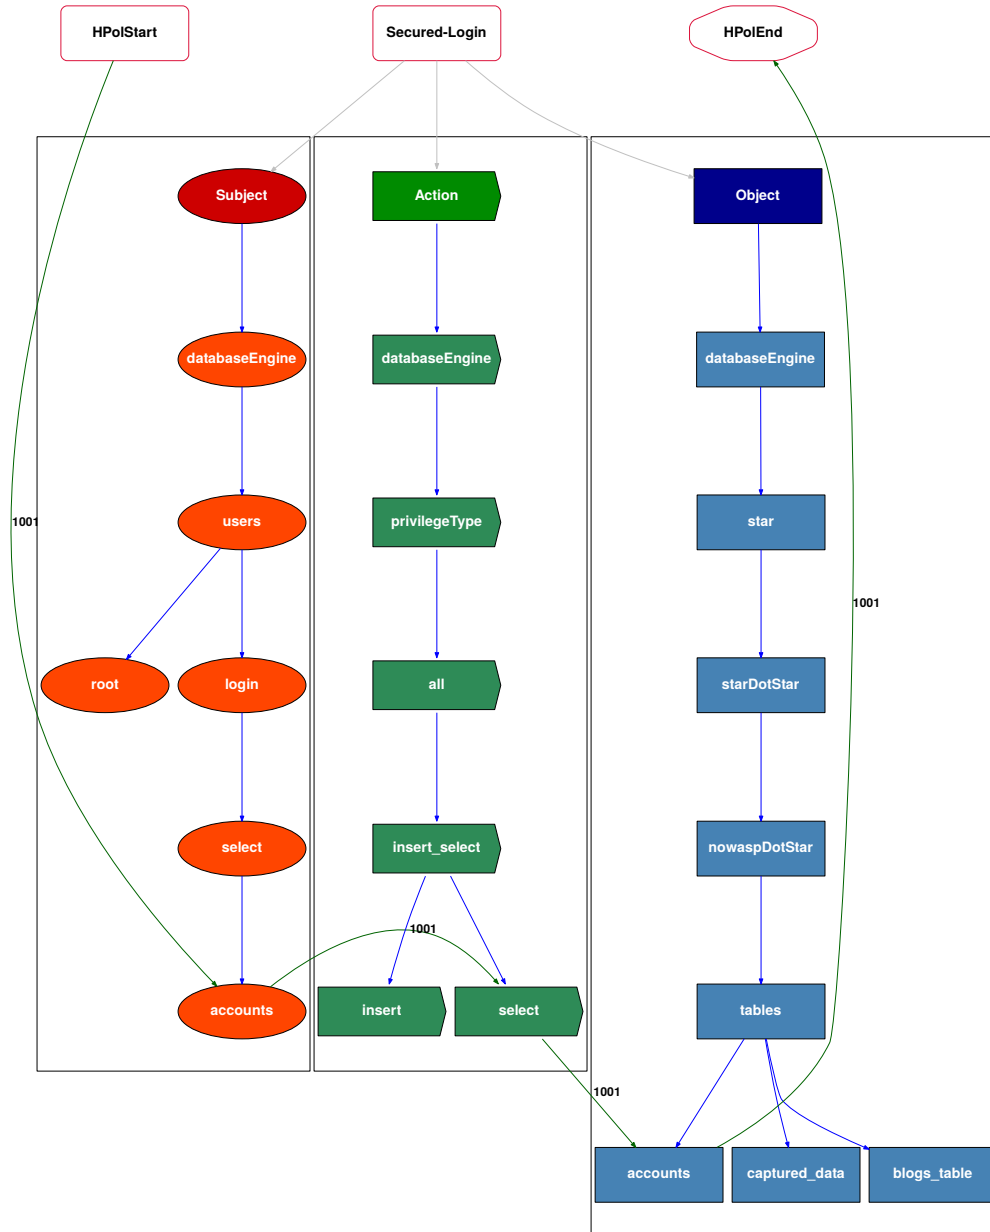 HPolStart
Secured-Login
HPolEnd
Subject
Action
Object
databaseEngine
databaseEngine
databaseEngine
1001
users
privilegeType
star
1001
root
login
all
starDotStar
select
insert_select
nowaspDotStar
1001
accounts
insert
select
tables
1001
accounts
captured_data
blogs_table